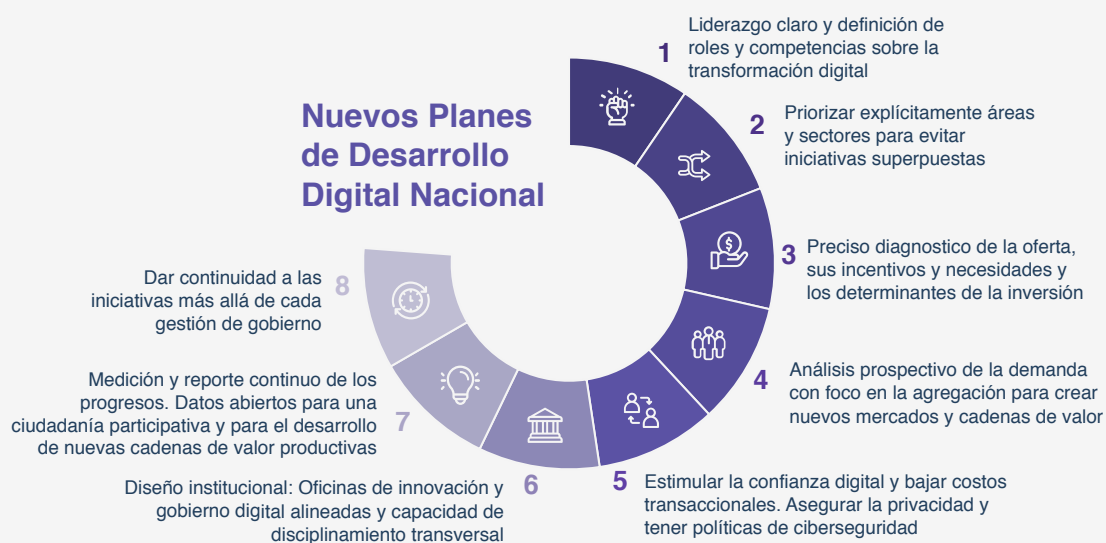 Nuevos Planes
de Desarrollo
Digital Nacional
1
Liderazgo claro y definición de
roles y competencias sobre la
transformación digital
2
Priorizar explícitamente áreas
y sectores para evitar
iniciativas superpuestas
$
3
Preciso diagnostico de la oferta,
sus incentivos y necesidades y
los determinantes de la inversión
4
Análisis prospectivo de la demanda
con foco en la agregación para crear
nuevos mercados y cadenas de valor
5
Estimular la confianza digital y bajar costos
transaccionales. Asegurar la privacidad y
tener políticas de ciberseguridad
6
Diseño institucional: Oficinas de innovación y
gobierno digital alineadas y capacidad de
disciplinamiento transversal
7
Medición y reporte continuo de los
progresos. Datos abiertos para una
ciudadanía participativa y para el desarrollo
de nuevas cadenas de valor productivas
8
Dar continuidad a las
iniciativas más allá de cada
gestión de gobierno